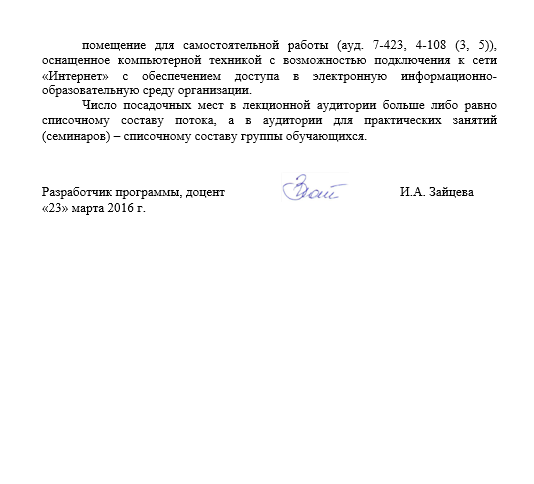 помещение для самостоятельной работы (ауд. 7-423, 4-108 (3, 5)),
оснащенное компьютерной техникой с возможностью подключения к сети
«Интернет» с обеспечением доступа в электронную информационно-
образовательную среду организации.
Число посадочных мест в лекционной аудитории больше либо равно
списочному составу потока, а в аудитории для практических занятий
(семинаров) – списочному составу группы обучающихся.
Разработчик программы, доцент И.А. Зайцева
«23» марта 2016 г.